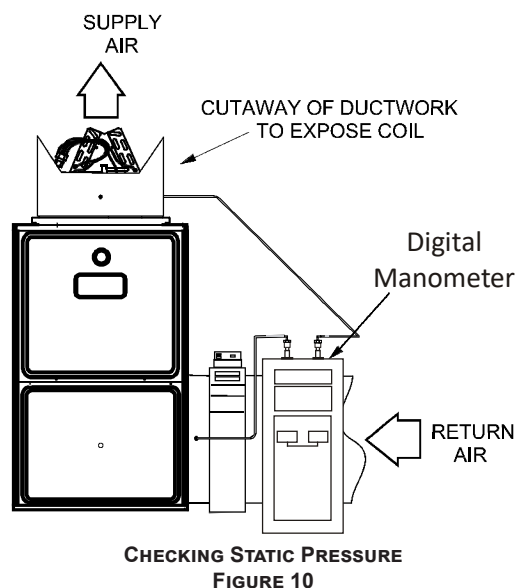 SUPPLY
AIR
CUTAWAY OF DUCTWORK
TO EXPOSE COIL
Digital
Manometer
RETURN
AIR
CHECKING STATIC PRESSURE
FIGURE 10